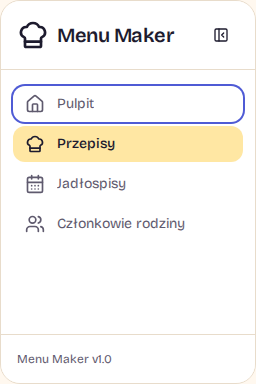 Menu Maker
Pulpit
Przepisy
Jadłospisy
Członkowie rodziny
Menu Maker v1.0